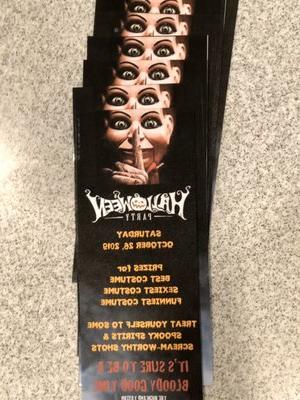 HALLOWEEN
PARTY
SATURDAY
OCTOBER 26, 2019
PRIZES for
BEST COSTUME
SEXIEST COSTUME
FUNNIEST COSTUME
TREAT YOURSELF TO SOME
SPOOKY SPIRITS &
SCREAM-WORTHY SHOTS
IT'S SURE TO BE A
BLOODY GOOD TIME